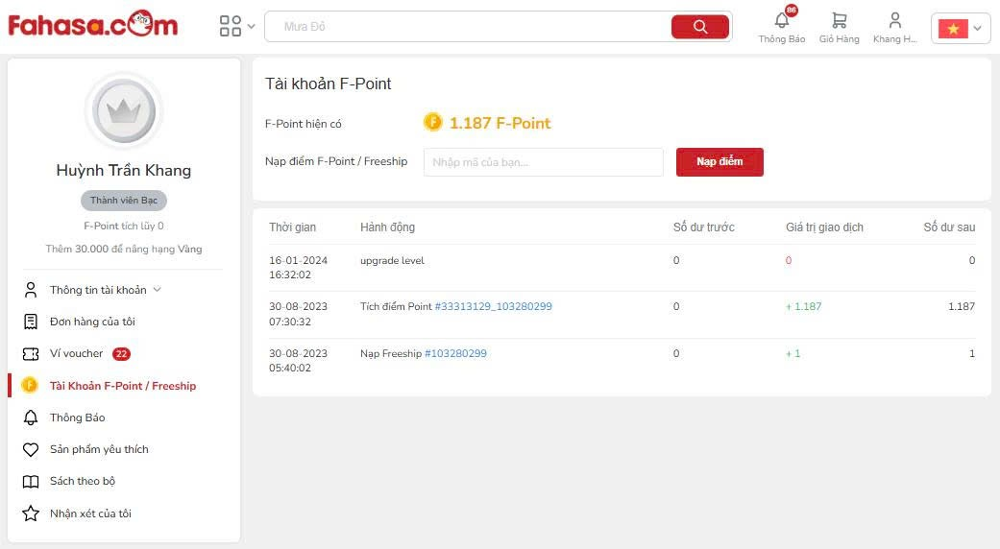 Fahasa.com
Mưa Đỏ
86
Thông Báo
Giỏ Hàng
Khang H...
Huỳnh Trần Khang
Thành viên Bạc
F-Point tích lũy 0
Thêm 30.000 để nâng hạng Vàng
Thông tin tài khoản
Đơn hàng của tôi
Ví voucher 22
Tài Khoản F-Point / Freeship
Thông Báo
Sản phẩm yêu thích
Sách theo bộ
Nhận xét của tôi
Tài khoản F-Point
F-Point hiện có F 1.187 F-Point
Nạp điểm F-Point / Freeship Nhập mã của bạn... Nạp điểm
Thời gian Hành động Số dư trước Giá trị giao dịch Số dư sau
16-01-2024 upgrade level 0 0 0
16:32:02
30-08-2023 Tích điểm Point #33313129_103280299 0 + 1.187 1.187
07:30:32
30-08-2023 Nạp Freeship #103280299 0 + 1 1
05:40:02